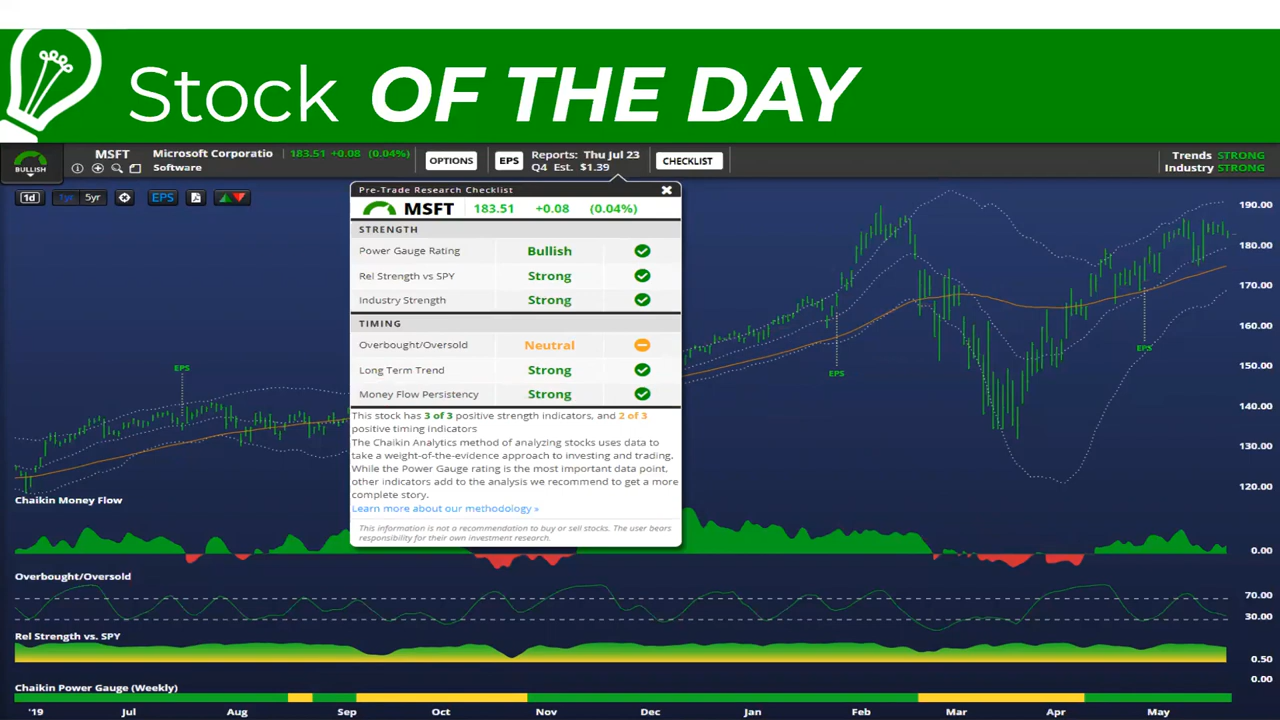 Stock OF THE DAY
BULLISH
MSFT
Microsoft Corporatio
183.51 +0.08 (0.04%)
Software
OPTIONS
EPS
Reports: Thu Jul 23
Q4 Est. $1.39
CHECKLIST
Trends STRONG
Industry STRONG
1d
1yr
5yr
EPS
Pre-Trade Research Checklist
MSFT 183.51 +0.08 (0.04%)
STRENGTH
Power Gauge Rating Bullish
Rel Strength vs SPY Strong
Industry Strength Strong
TIMING
Overbought/Oversold Neutral
Long Term Trend Strong
Money Flow Persistency Strong
This stock has 3 of 3 positive strength indicators, and 2 of 3
positive timing indicators
The Chaikin Analytics method of analyzing stocks uses data to
take a weight-of-the-evidence approach to investing and trading.
While the Power Gauge rating is the most important data point,
other indicators add to the analysis we recommend to get a more
complete story.
Learn more about our methodology »
This information is not a recommendation to buy or sell stocks. The user bears
responsibility for their own investment research.
EPS
EPS
EPS
190.00
180.00
170.00
160.00
150.00
140.00
130.00
120.00
Chaikin Money Flow
0.00
Overbought/Oversold
70.00
30.00
Rel Strength vs. SPY
0.50
0.00
Chaikin Power Gauge (Weekly)
'19 Jul Aug Sep Oct Nov Dec Jan Feb Mar Apr May